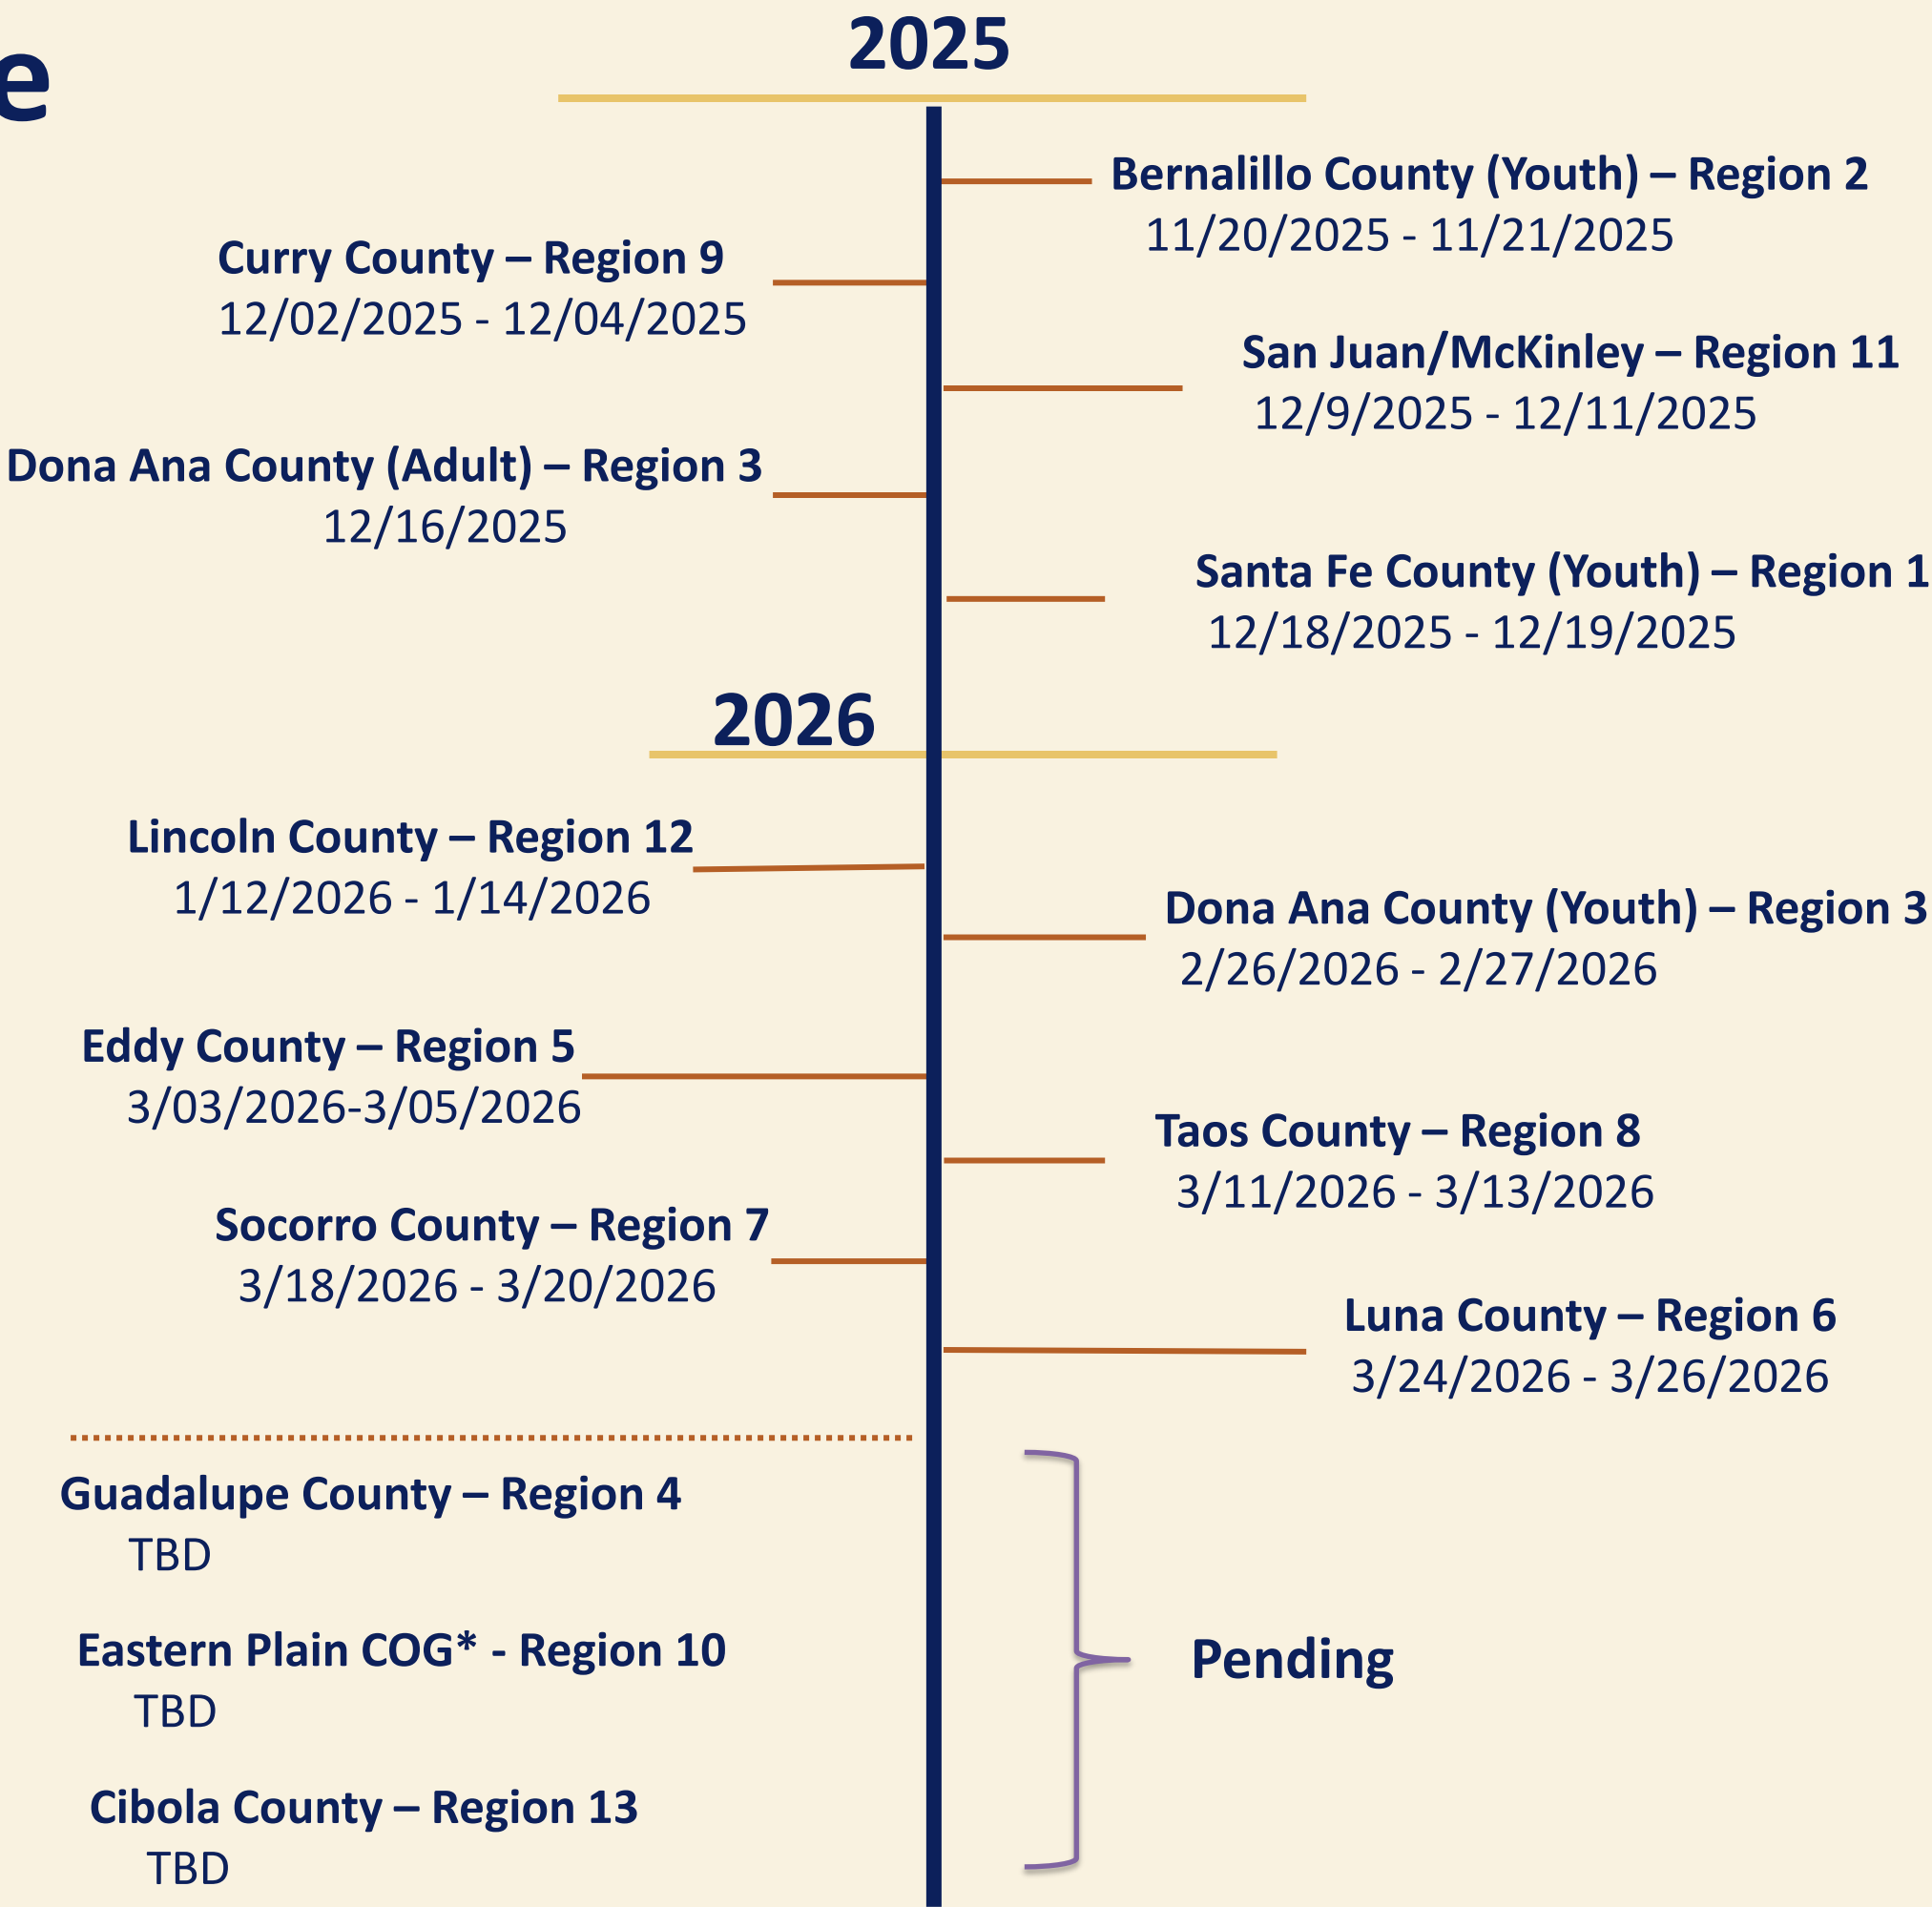 e
2025
Bernalillo County (Youth) – Region 2
11/20/2025 - 11/21/2025
Curry County – Region 9
12/02/2025 - 12/04/2025
San Juan/McKinley – Region 11
12/9/2025 - 12/11/2025
Dona Ana County (Adult) – Region 3
12/16/2025
Santa Fe County (Youth) – Region 1
12/18/2025 - 12/19/2025
2026
Lincoln County – Region 12
1/12/2026 - 1/14/2026
Dona Ana County (Youth) – Region 3
2/26/2026 - 2/27/2026
Eddy County – Region 5
3/03/2026-3/05/2026
Taos County – Region 8
3/11/2026 - 3/13/2026
Socorro County – Region 7
3/18/2026 - 3/20/2026
Luna County – Region 6
3/24/2026 - 3/26/2026
Guadalupe County – Region 4
TBD
Eastern Plain COG* - Region 10
TBD
Pending
Cibola County – Region 13
TBD